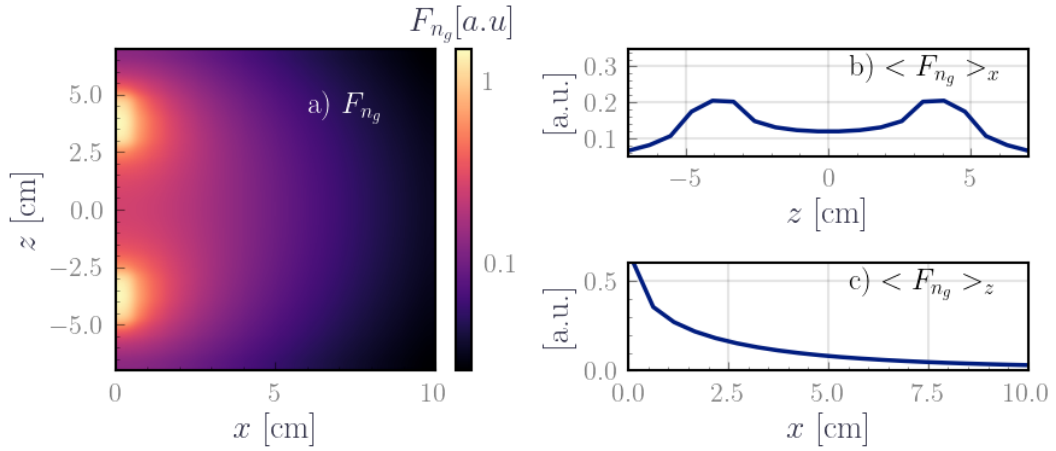 F_{n_g}[a.u]
1
0.1
a) F_{n_g}
5.0
2.5
0.0
−2.5
−5.0
z [cm]
0
5
10
x [cm]
b) < F_{n_g} >_x
0.3
0.2
0.1
[a.u.]
−5
0
5
z [cm]
c) < F_{n_g} >_z
0.5
0.0
[a.u.]
0.0
2.5
5.0
7.5
10.0
x [cm]